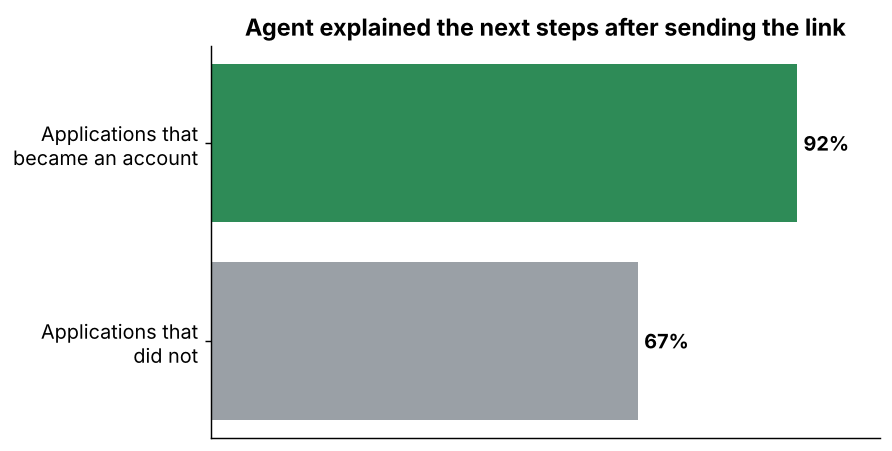 Agent explained the next steps after sending the link
Applications that
became an account
92%
Applications that
did not
67%